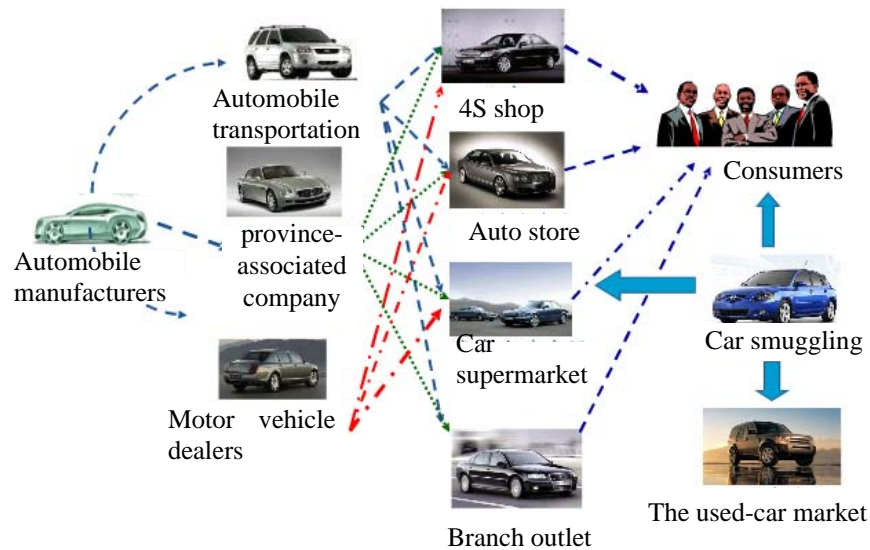 Automobile
transportation
4S shop
Consumers
province-
associated
company
Auto store
Automobile
manufacturers
Car
supermarket
Car smuggling
Motor vehicle
dealers
Branch outlet
The used-car market